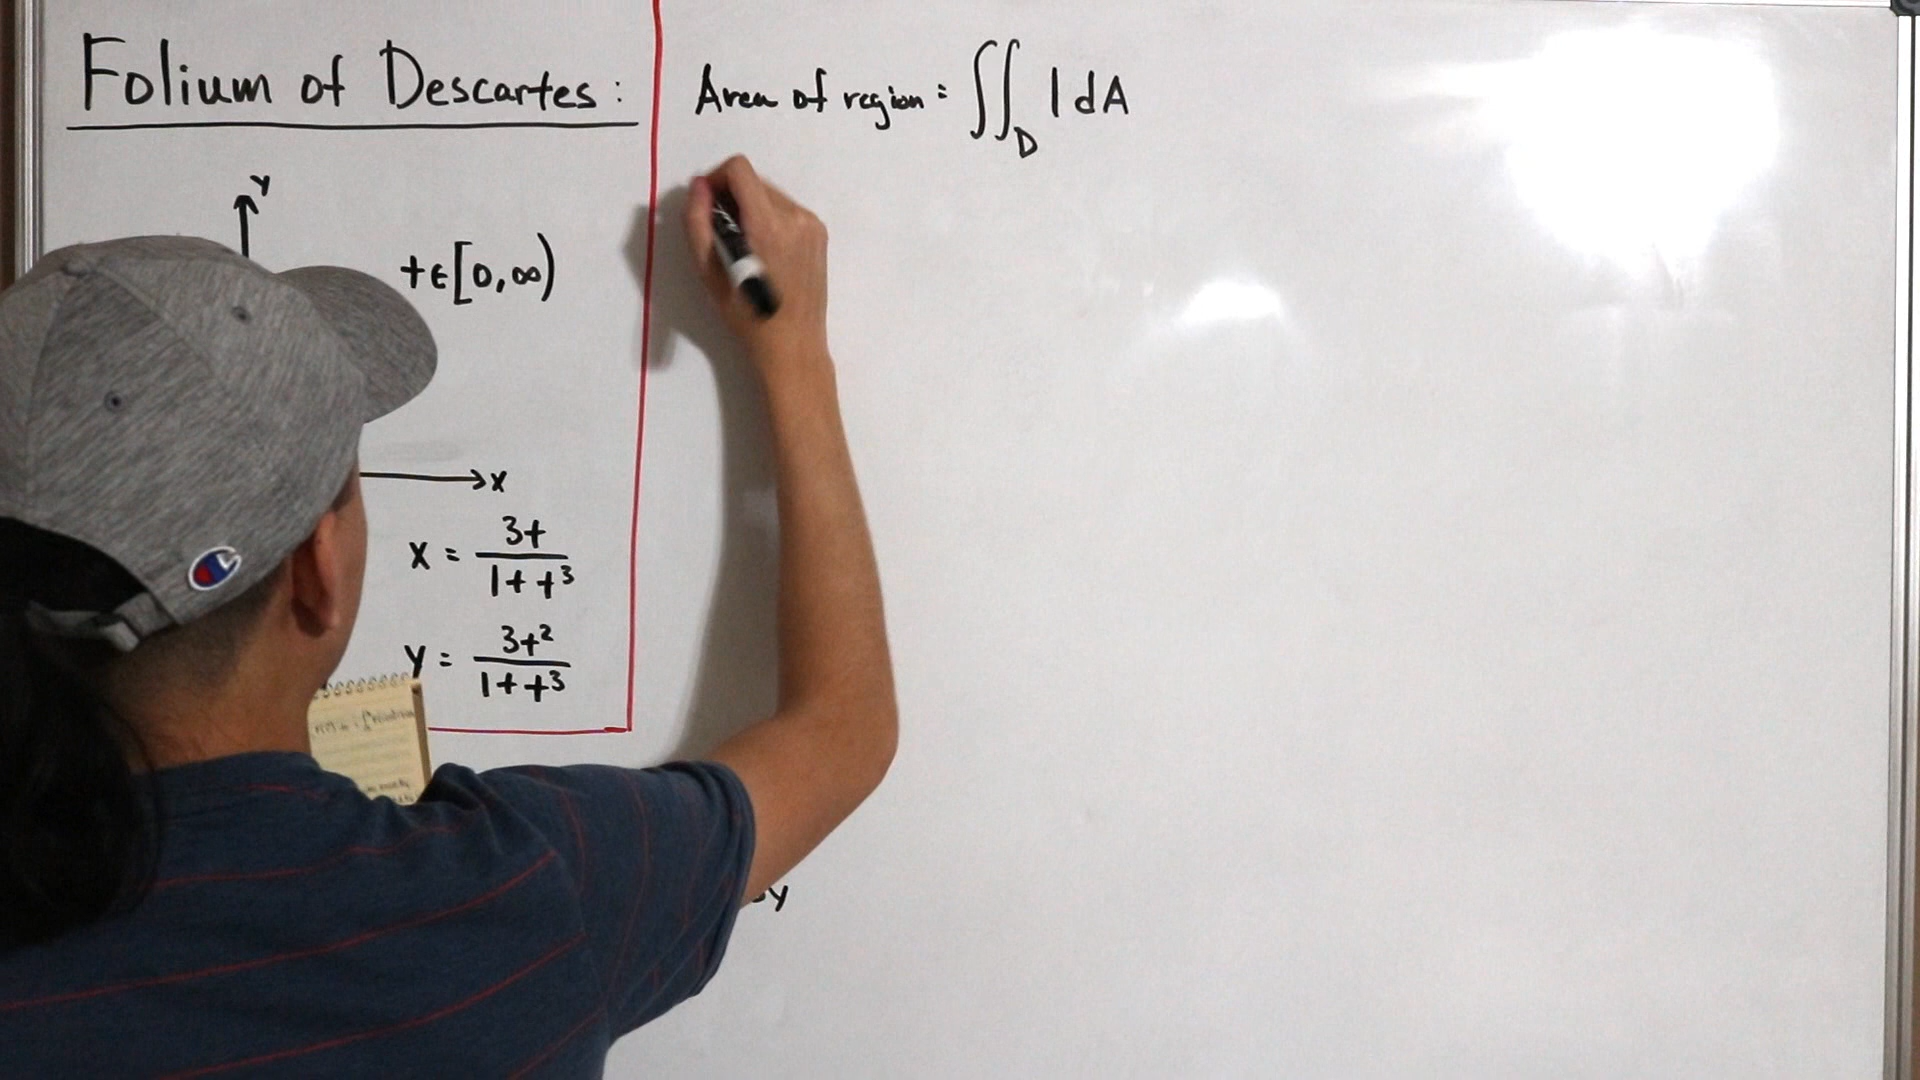 Folium of Descartes:
Y
t∈[0,∞)
X
X = 3t / 1+t³
Y = 3t² / 1+t³
Area of region = ∬_D 1 dA
Y